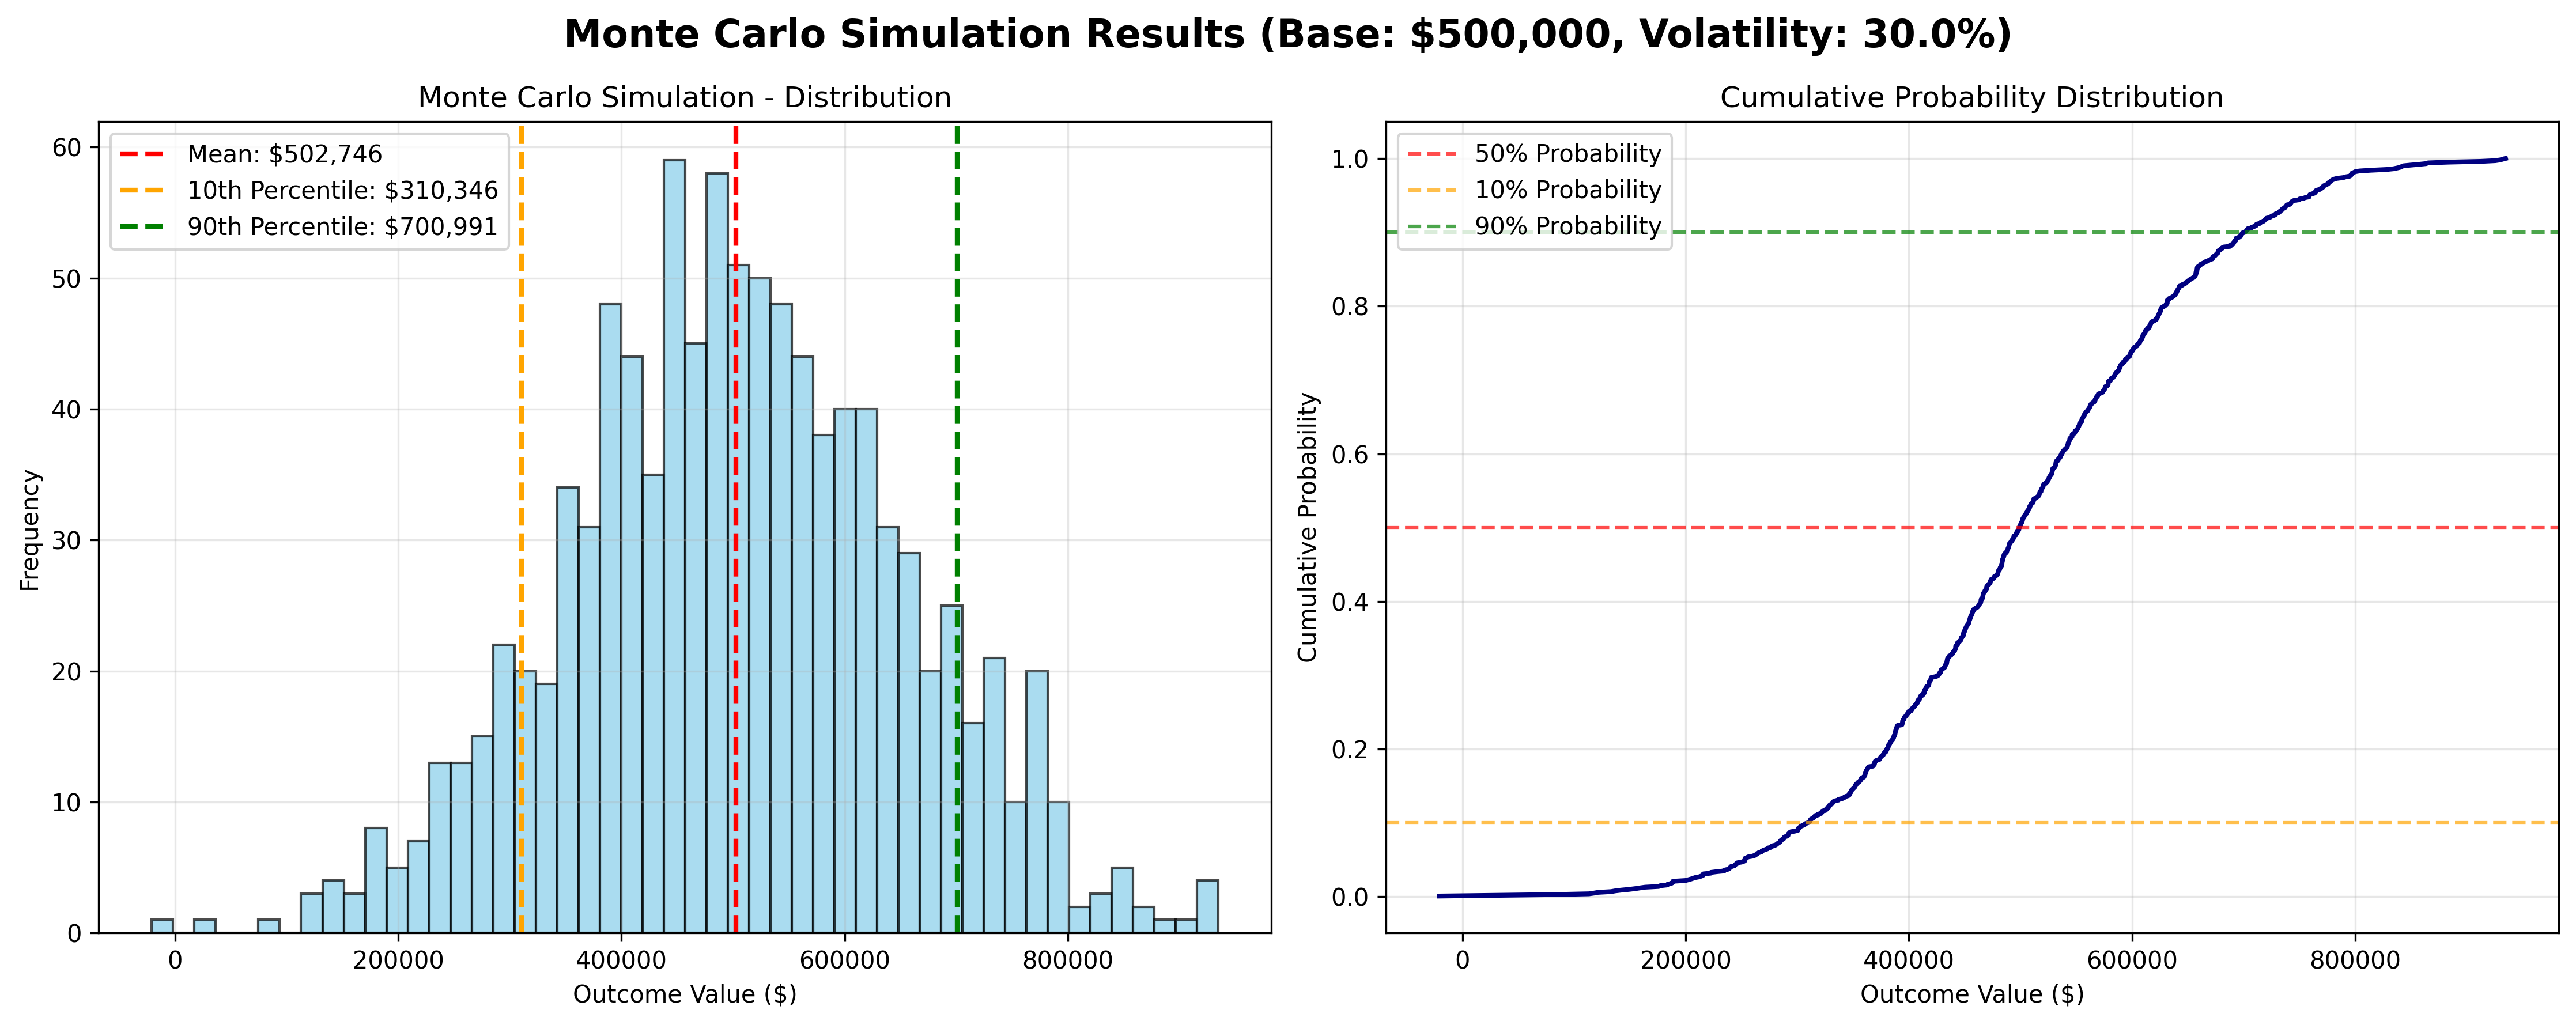 Monte Carlo Simulation Results (Base: $500,000, Volatility: 30.0%)
Monte Carlo Simulation - Distribution
Mean: $502,746
10th Percentile: $310,346
90th Percentile: $700,991
60
50
40
30
20
10
0
Frequency
0
200000
400000
600000
800000
Outcome Value ($)
Cumulative Probability Distribution
50% Probability
10% Probability
90% Probability
1.0
0.8
0.6
0.4
0.2
0.0
Cumulative Probability
0
200000
400000
600000
800000
Outcome Value ($)